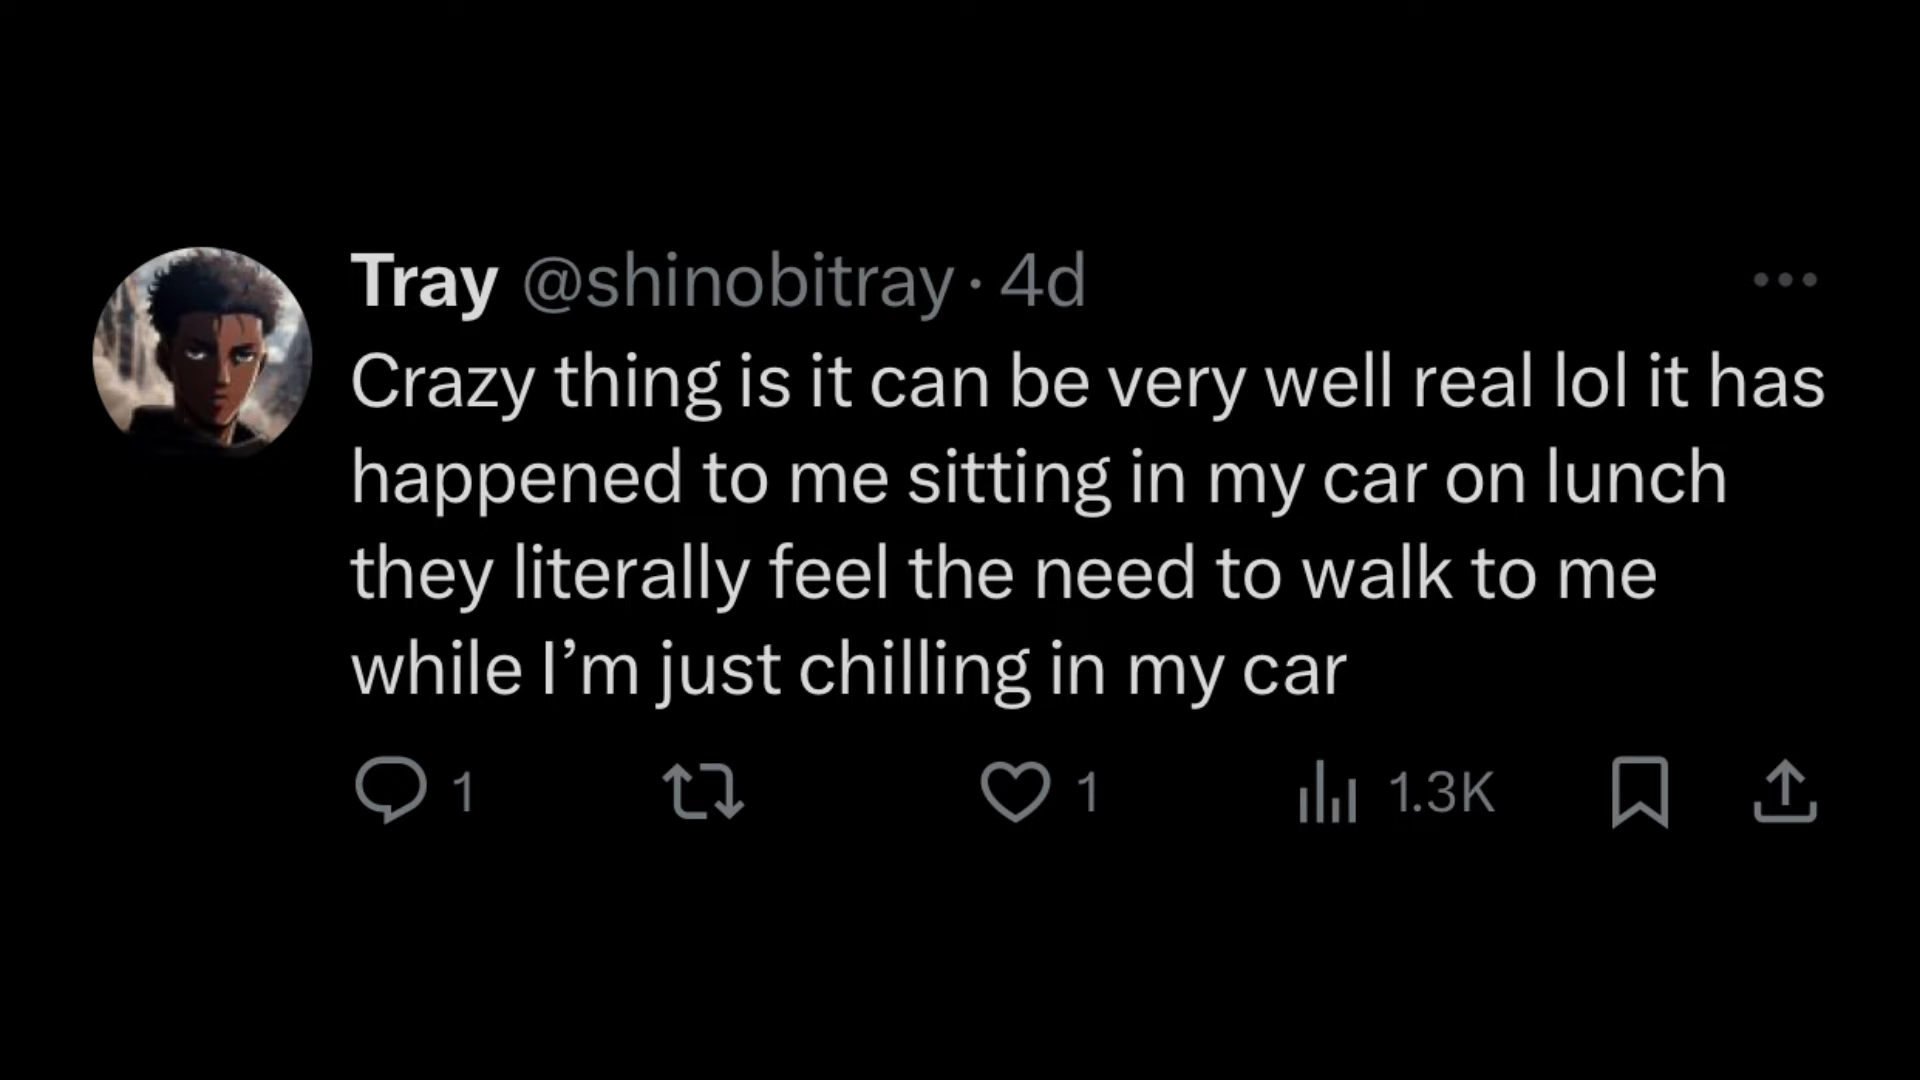 Tray @shinobitray · 4d
Crazy thing is it can be very well real lol it has
happened to me sitting in my car on lunch
they literally feel the need to walk to me
while I’m just chilling in my car
1 1 1.3K